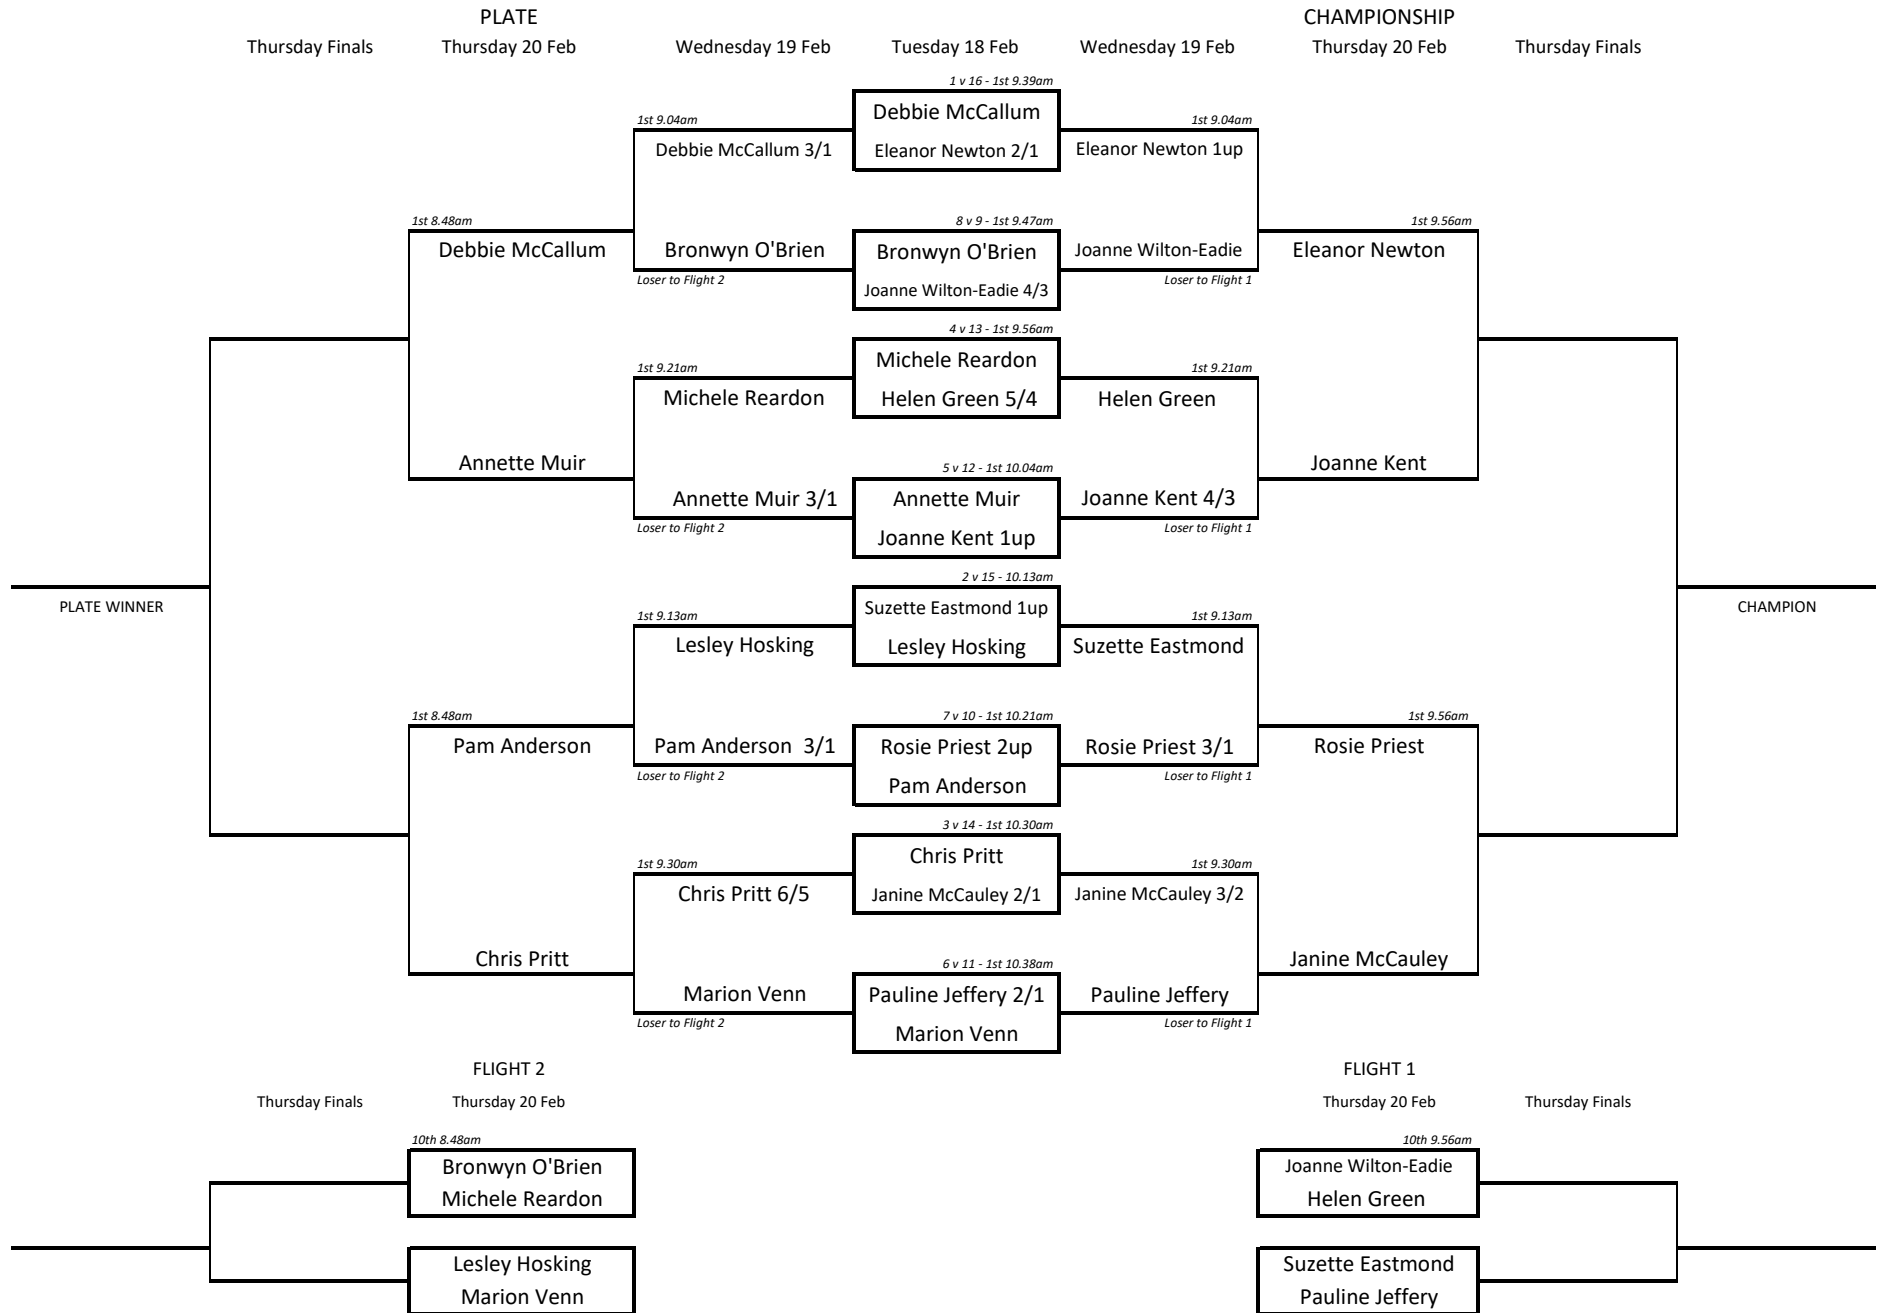 PLATE CHAMPIONSHIP
Thursday Finals Thursday 20 Feb Wednesday 19 Feb Tuesday 18 Feb Wednesday 19 Feb Thursday 20 Feb Thursday Finals
1 v 16 - 1st 9.39am
Debbie McCallum
1st 9.04am 1st 9.04am
Debbie McCallum 3/1 Eleanor Newton 2/1 Eleanor Newton 1up
1st 8.48am 8 v 9 - 1st 9.47am 1st 9.56am
Debbie McCallum Bronwyn O'Brien Bronwyn O'Brien Joanne Wilton-Eadie Eleanor Newton
Loser to Flight 2 Loser to Flight 1
Joanne Wilton-Eadie 4/3
4 v 13 - 1st 9.56am
Michele Reardon
1st 9.21am 1st 9.21am
Michele Reardon Helen Green 5/4 Helen Green
Annette Muir Joanne Kent
5 v 12 - 1st 10.04am
Annette Muir 3/1 Annette Muir Joanne Kent 4/3
Loser to Flight 2 Loser to Flight 1
Joanne Kent 1up
2 v 15 - 10.13am
PLATE WINNER Suzette Eastmond 1up CHAMPION
1st 9.13am 1st 9.13am
Lesley Hosking Lesley Hosking Suzette Eastmond
1st 8.48am 7 v 10 - 1st 10.21am 1st 9.56am
Pam Anderson Pam Anderson 3/1 Rosie Priest 2up Rosie Priest 3/1 Rosie Priest
Loser to Flight 2 Loser to Flight 1
Pam Anderson
3 v 14 - 1st 10.30am
Chris Pritt
1st 9.30am 1st 9.30am
Chris Pritt 6/5 Janine McCauley 2/1 Janine McCauley 3/2
Chris Pritt Janine McCauley
6 v 11 - 1st 10.38am
Marion Venn Pauline Jeffery 2/1 Pauline Jeffery
Loser to Flight 2 Loser to Flight 1
Marion Venn
FLIGHT 2 FLIGHT 1
Thursday Finals Thursday 20 Feb Thursday 20 Feb Thursday Finals
10th 8.48am 10th 9.56am
Bronwyn O'Brien Joanne Wilton-Eadie
Michele Reardon Helen Green
Lesley Hosking Suzette Eastmond
Marion Venn Pauline Jeffery